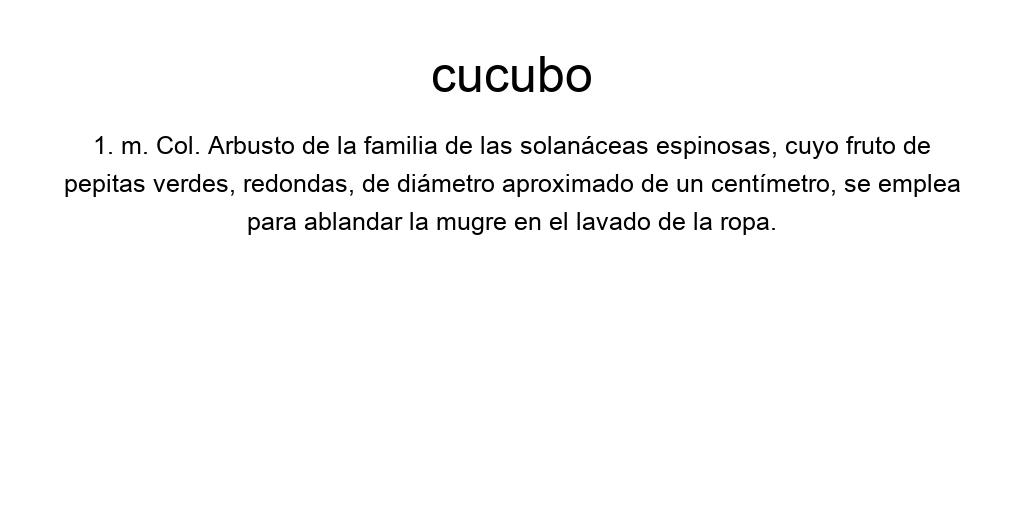 cucubo
1. m. Col. Arbusto de la familia de las solanáceas espinosas, cuyo fruto de
pepitas verdes, redondas, de diámetro aproximado de un centímetro, se emplea
para ablandar la mugre en el lavado de la ropa.